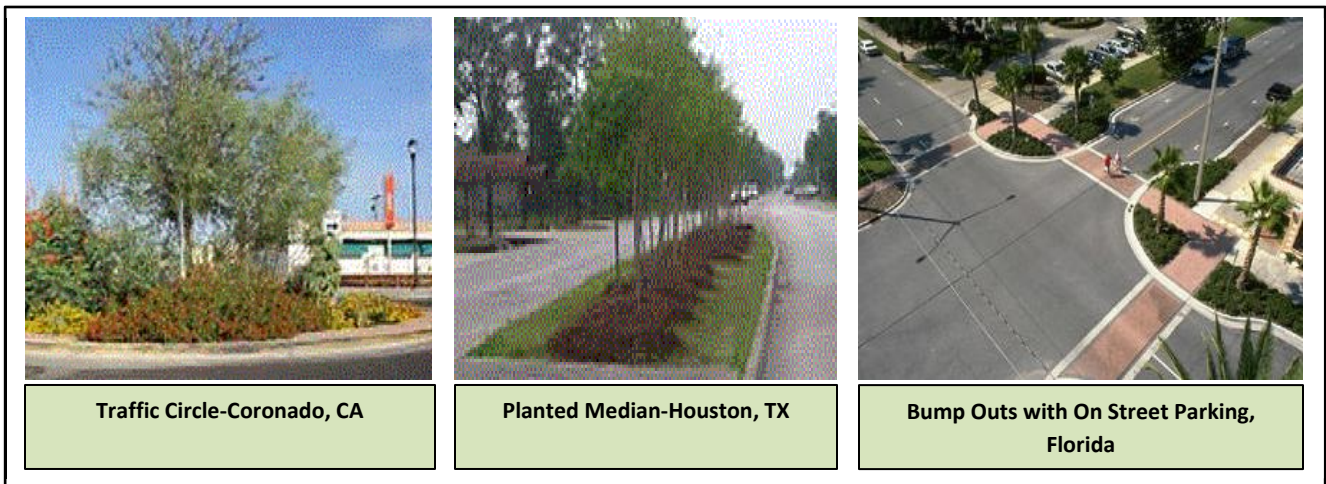 Traffic Circle-Coronado, CA
Planted Median-Houston, TX
Bump Outs with On Street Parking,
Florida